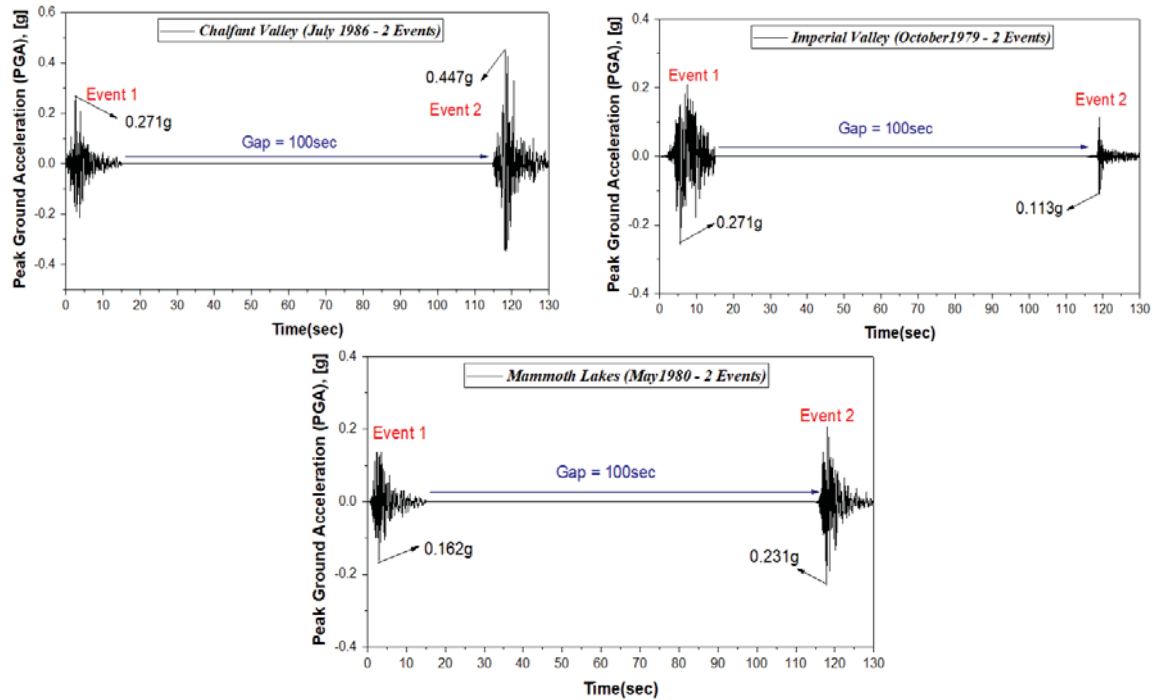 Peak Ground Acceleration (PGA), [g]
0.6
0.4
0.2
0.0
-0.2
-0.4
Chalfant Valley (July 1986 - 2 Events)
0.447g
Event 1
0.271g
Event 2
Gap = 100sec
0 10 20 30 40 50 60 70 80 90 100 110 120 130
Time(sec)
Peak Ground Acceleration (PGA), [g]
0.4
0.2
0.0
-0.2
-0.4
Imperial Valley (October1979 - 2 Events)
Event 1
Event 2
Gap = 100sec
0.271g
0.113g
0 10 20 30 40 50 60 70 80 90 100 110 120 130
Time(sec)
Peak Ground Acceleration (PGA), [g]
0.4
0.2
0.0
-0.2
-0.4
Mammoth Lakes (May1980 - 2 Events)
Event 1
Event 2
Gap = 100sec
0.162g
0.231g
0 10 20 30 40 50 60 70 80 90 100 110 120 130
Time(sec)